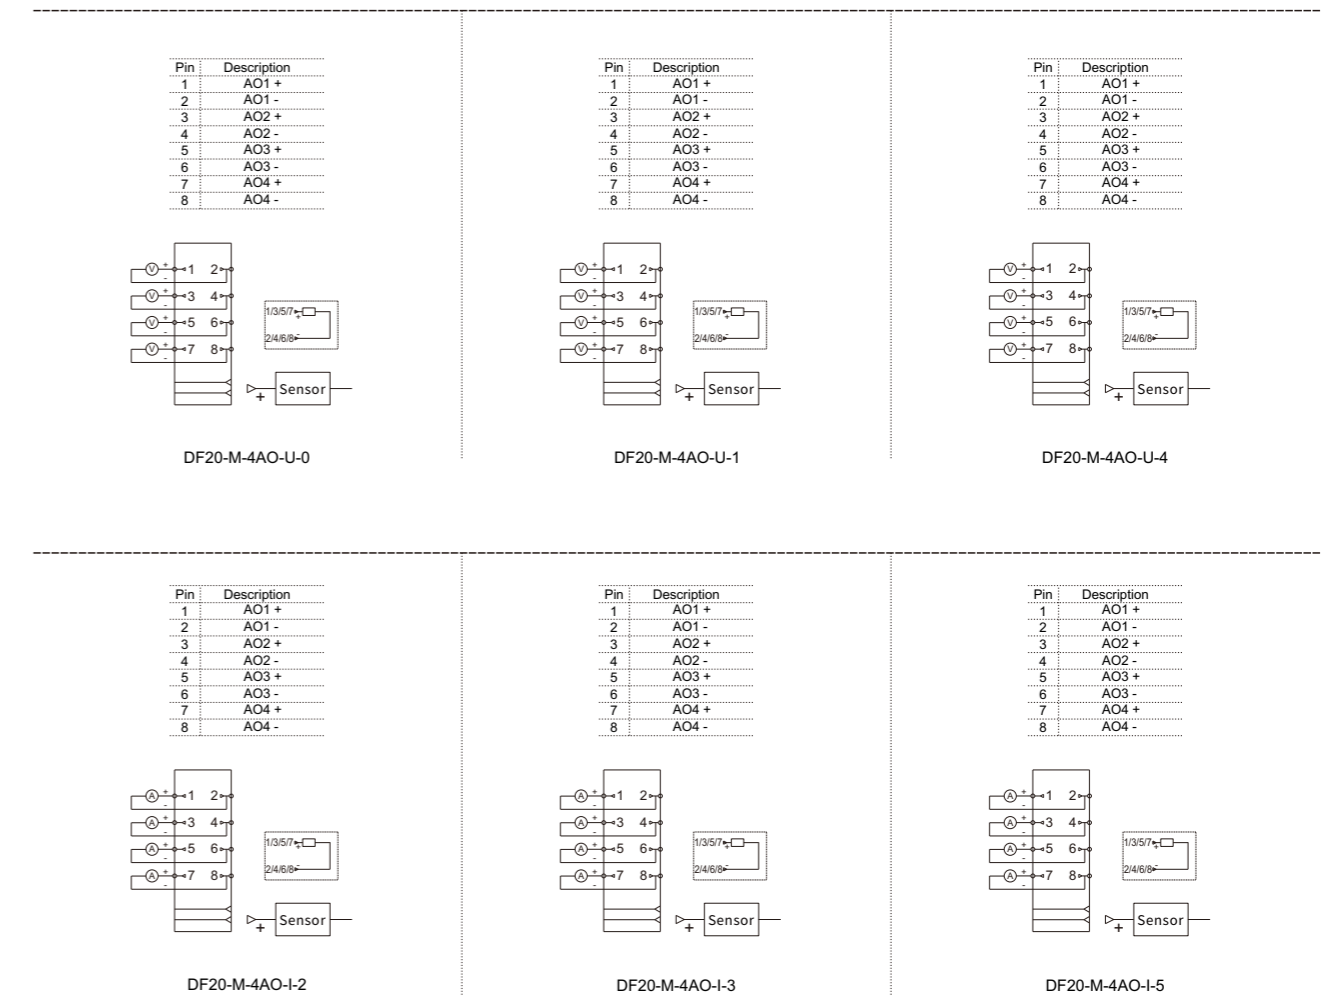 Pin Description
1 AO1 +
2 AO1 -
3 AO2 +
4 AO2 -
5 AO3 +
6 AO3 -
7 AO4 +
8 AO4 -
V + - 1 2
V + - 3 4
V + - 5 6
V + - 7 8
1/3/5/7 +
2/4/6/8 -
+ Sensor
DF20-M-4AO-U-0
Pin Description
1 AO1 +
2 AO1 -
3 AO2 +
4 AO2 -
5 AO3 +
6 AO3 -
7 AO4 +
8 AO4 -
V + - 1 2
V + - 3 4
V + - 5 6
V + - 7 8
1/3/5/7 +
2/4/6/8 -
+ Sensor
DF20-M-4AO-U-1
Pin Description
1 AO1 +
2 AO1 -
3 AO2 +
4 AO2 -
5 AO3 +
6 AO3 -
7 AO4 +
8 AO4 -
V + - 1 2
V + - 3 4
V + - 5 6
V + - 7 8
1/3/5/7 +
2/4/6/8 -
+ Sensor
DF20-M-4AO-U-4
Pin Description
1 AO1 +
2 AO1 -
3 AO2 +
4 AO2 -
5 AO3 +
6 AO3 -
7 AO4 +
8 AO4 -
A + - 1 2
A + - 3 4
A + - 5 6
A + - 7 8
1/3/5/7 +
2/4/6/8 -
+ Sensor
DF20-M-4AO-I-2
Pin Description
1 AO1 +
2 AO1 -
3 AO2 +
4 AO2 -
5 AO3 +
6 AO3 -
7 AO4 +
8 AO4 -
A + - 1 2
A + - 3 4
A + - 5 6
A + - 7 8
1/3/5/7 +
2/4/6/8 -
+ Sensor
DF20-M-4AO-I-3
Pin Description
1 AO1 +
2 AO1 -
3 AO2 +
4 AO2 -
5 AO3 +
6 AO3 -
7 AO4 +
8 AO4 -
A + - 1 2
A + - 3 4
A + - 5 6
A + - 7 8
1/3/5/7 +
2/4/6/8 -
+ Sensor
DF20-M-4AO-I-5